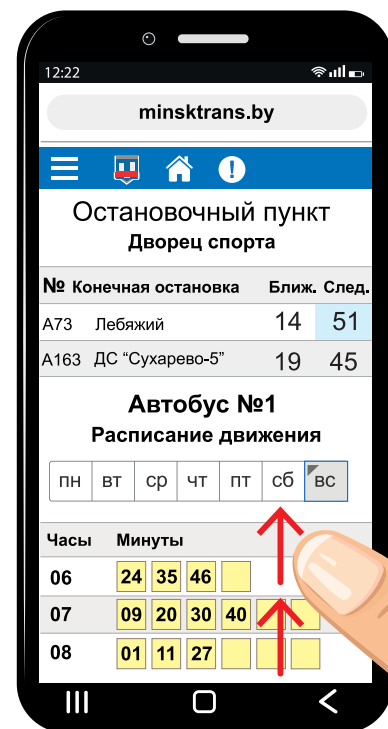 12:22
minsktrans.by
Остановочный пункт
Дворец спорта
№ Конечная остановка Ближ. След.
А73 Лебяжий 14 51
А163 ДС “Сухарево-5” 19 45
Автобус №1
Расписание движения
пн вт ср чт пт сб вс
Часы Минуты
06 24 35 46
07 09 20 30 40
08 01 11 27